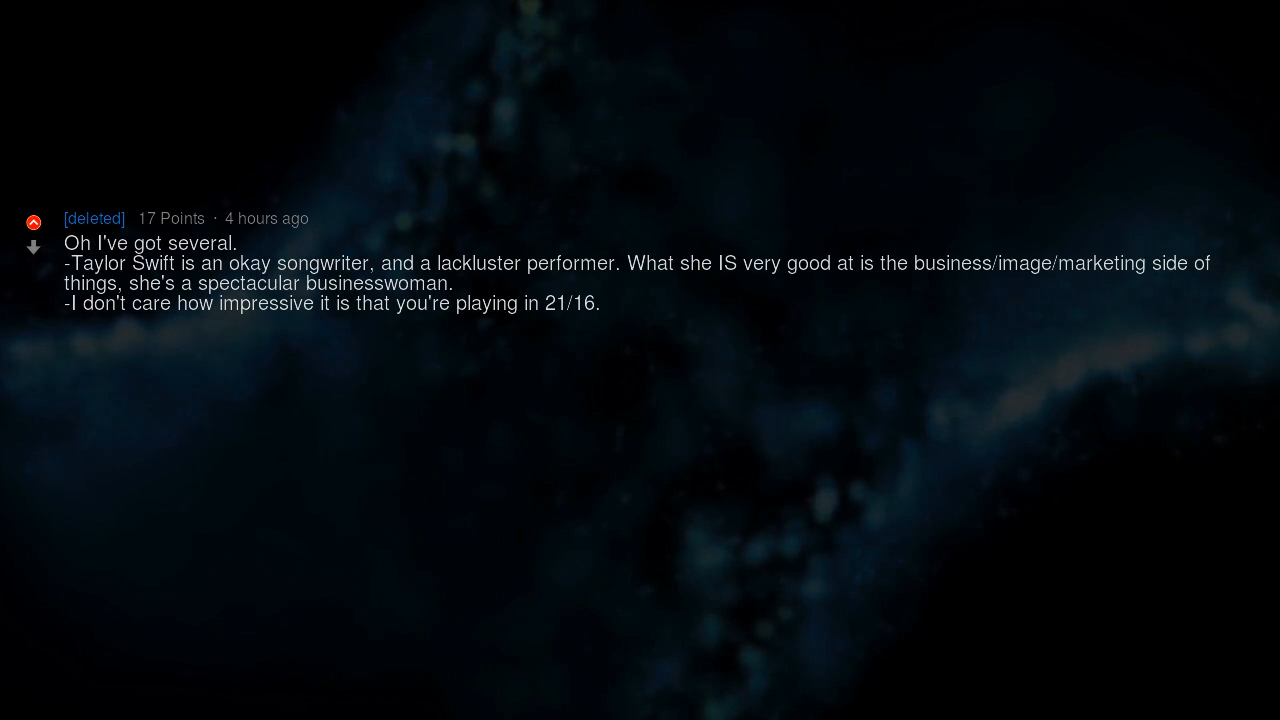 [deleted] 17 Points · 4 hours ago
Oh I've got several.
-Taylor Swift is an okay songwriter, and a lackluster performer. What she IS very good at is the business/image/marketing side of
things, she's a spectacular businesswoman.
-I don't care how impressive it is that you're playing in 21/16.